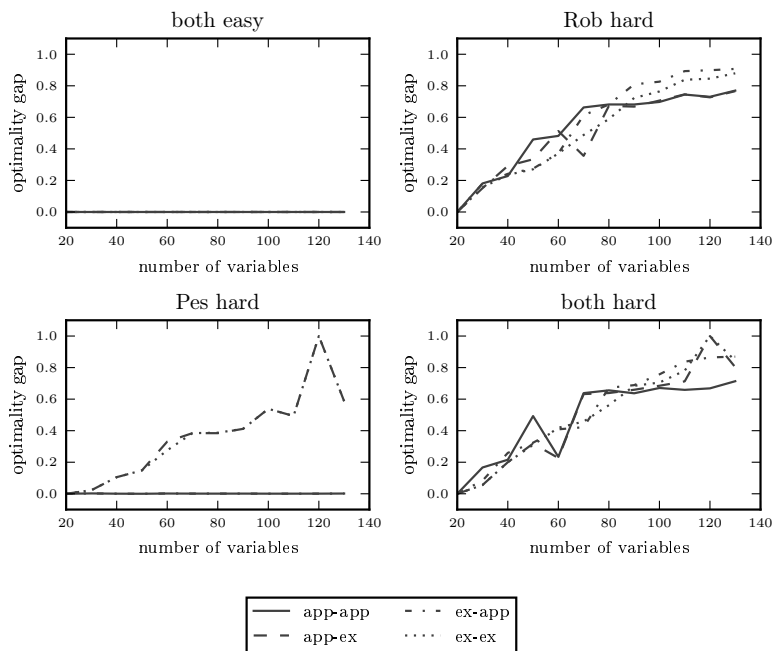 both easy
Rob hard
optimality gap
1.0
0.8
0.6
0.4
0.2
0.0
20 40 60 80 100 120 140
number of variables
optimality gap
1.0
0.8
0.6
0.4
0.2
0.0
20 40 60 80 100 120 140
number of variables
Pes hard
both hard
optimality gap
1.0
0.8
0.6
0.4
0.2
0.0
20 40 60 80 100 120 140
number of variables
optimality gap
1.0
0.8
0.6
0.4
0.2
0.0
20 40 60 80 100 120 140
number of variables
app-app
ex-app
app-ex
ex-ex